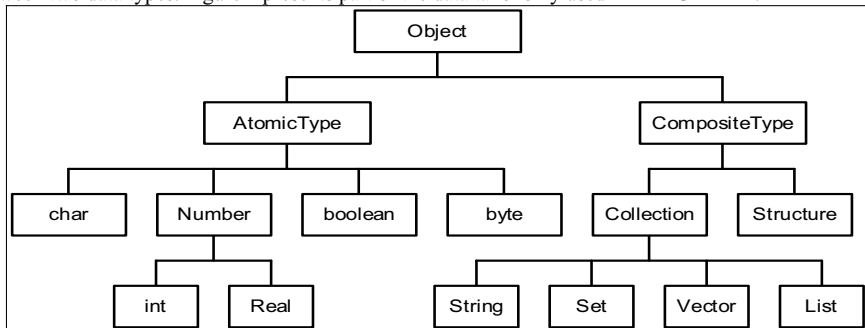 Object
AtomicType CompositeType
char Number boolean byte Collection Structure
int Real String Set Vector List